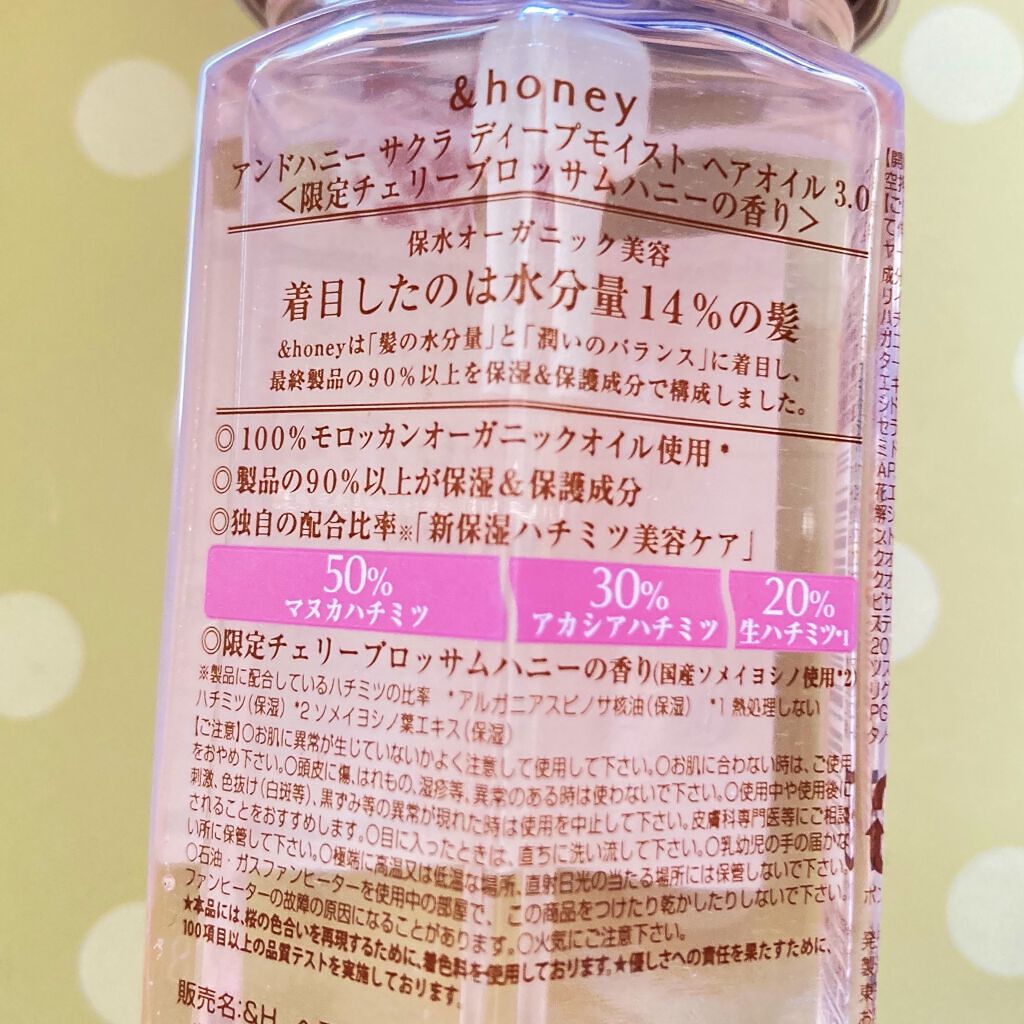 &honey
アンドハニー サクラ ディープモイスト ヘアオイル 3.0
＜限定チェリーブロッサムハニーの香り＞
保水オーガニック美容
着目したのは水分量14%の髪
&honeyは「髪の水分量」と「潤いのバランス」に着目し、
最終製品の90%以上を保湿&保護成分で構成しました。
◎100%モロッカンオーガニックオイル使用*
◎製品の90%以上が保湿&保護成分
◎独自の配合比率※「新保湿ハチミツ美容ケア」
50% 30% 20%
マヌカハチミツ アカシアハチミツ 生ハチミツ*1
◎限定チェリーブロッサムハニーの香り(国産ソメイヨシノ使用*2)
※製品に配合しているハチミツの比率 *アルガニアスピノサ核油(保湿) *1 熱処理しない
ハチミツ(保湿) *2 ソメイヨシノ葉エキス(保湿)
【ご注意】○お肌に異常が生じていないかよく注意して使用して下さい。○お肌に合わない時は、ご使用
をおやめ下さい。○頭皮に傷、はれもの、湿疹等、異常のある時は使わないで下さい。○使用中や使用後に
刺激、色抜け(白斑等)、黒ずみ等の異常が現れた時は使用を中止して下さい。皮膚科専門医等にご相談
されることをおすすめします。○目に入ったときは、直ちに洗い流して下さい。○乳幼児の手の届かな
い所に保管して下さい。○極端に高温又は低温な場所、直射日光の当たる場所には保管しないで下さい。
○石油・ガスファンヒーターを使用中の部屋で、この商品をつけたり乾かしたりしないで下さい。
ファンヒーターの故障の原因になることがあります。○火気にご注意下さい。
★本品には、桜の色合いを再現するために、着色料を使用しております。★優しさへの責任を果たすために、
100項目以上の品質テストを実施しております。
販売名:&H